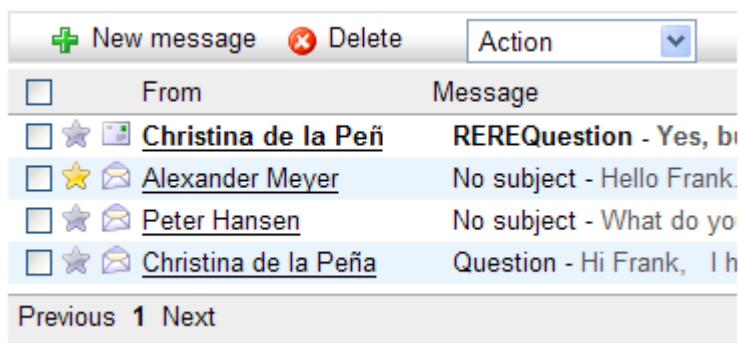 New message Delete Action
From Message
Christina de la Peñ REREQuestion - Yes, bu
Alexander Meyer No subject - Hello Frank.
Peter Hansen No subject - What do yo
Christina de la Peña Question - Hi Frank, I h
Previous 1 Next